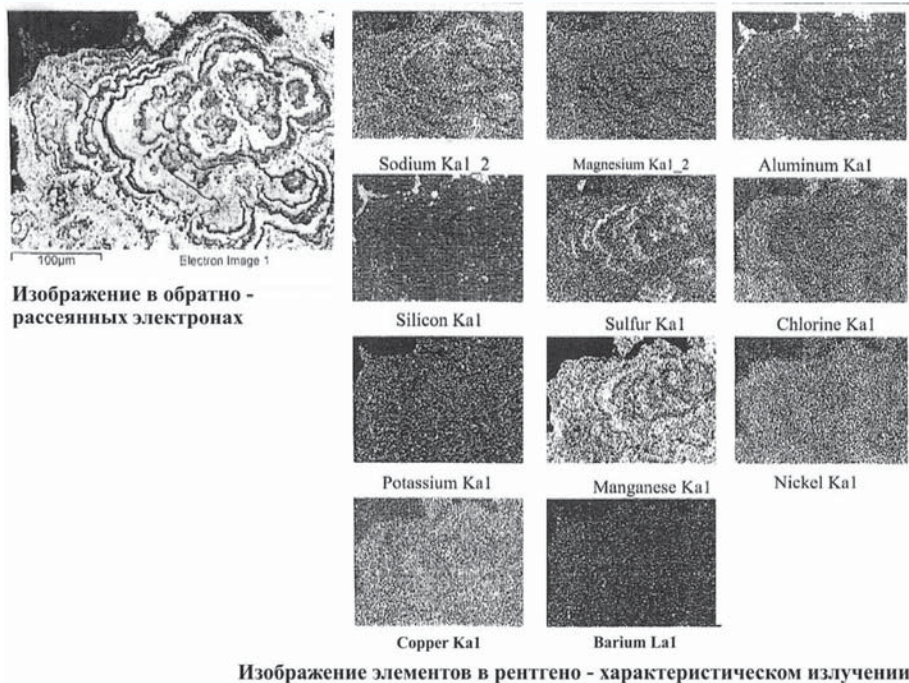 100µm
Electron Image 1
Изображение в обратно -
рассеянных электронах
Sodium Ka1_2
Magnesium Ka1_2
Aluminum Ka1
Silicon Ka1
Sulfur Ka1
Chlorine Ka1
Potassium Ka1
Manganese Ka1
Nickel Ka1
Copper Ka1
Barium La1
Изображение элементов в рентгено - характеристическом излучении